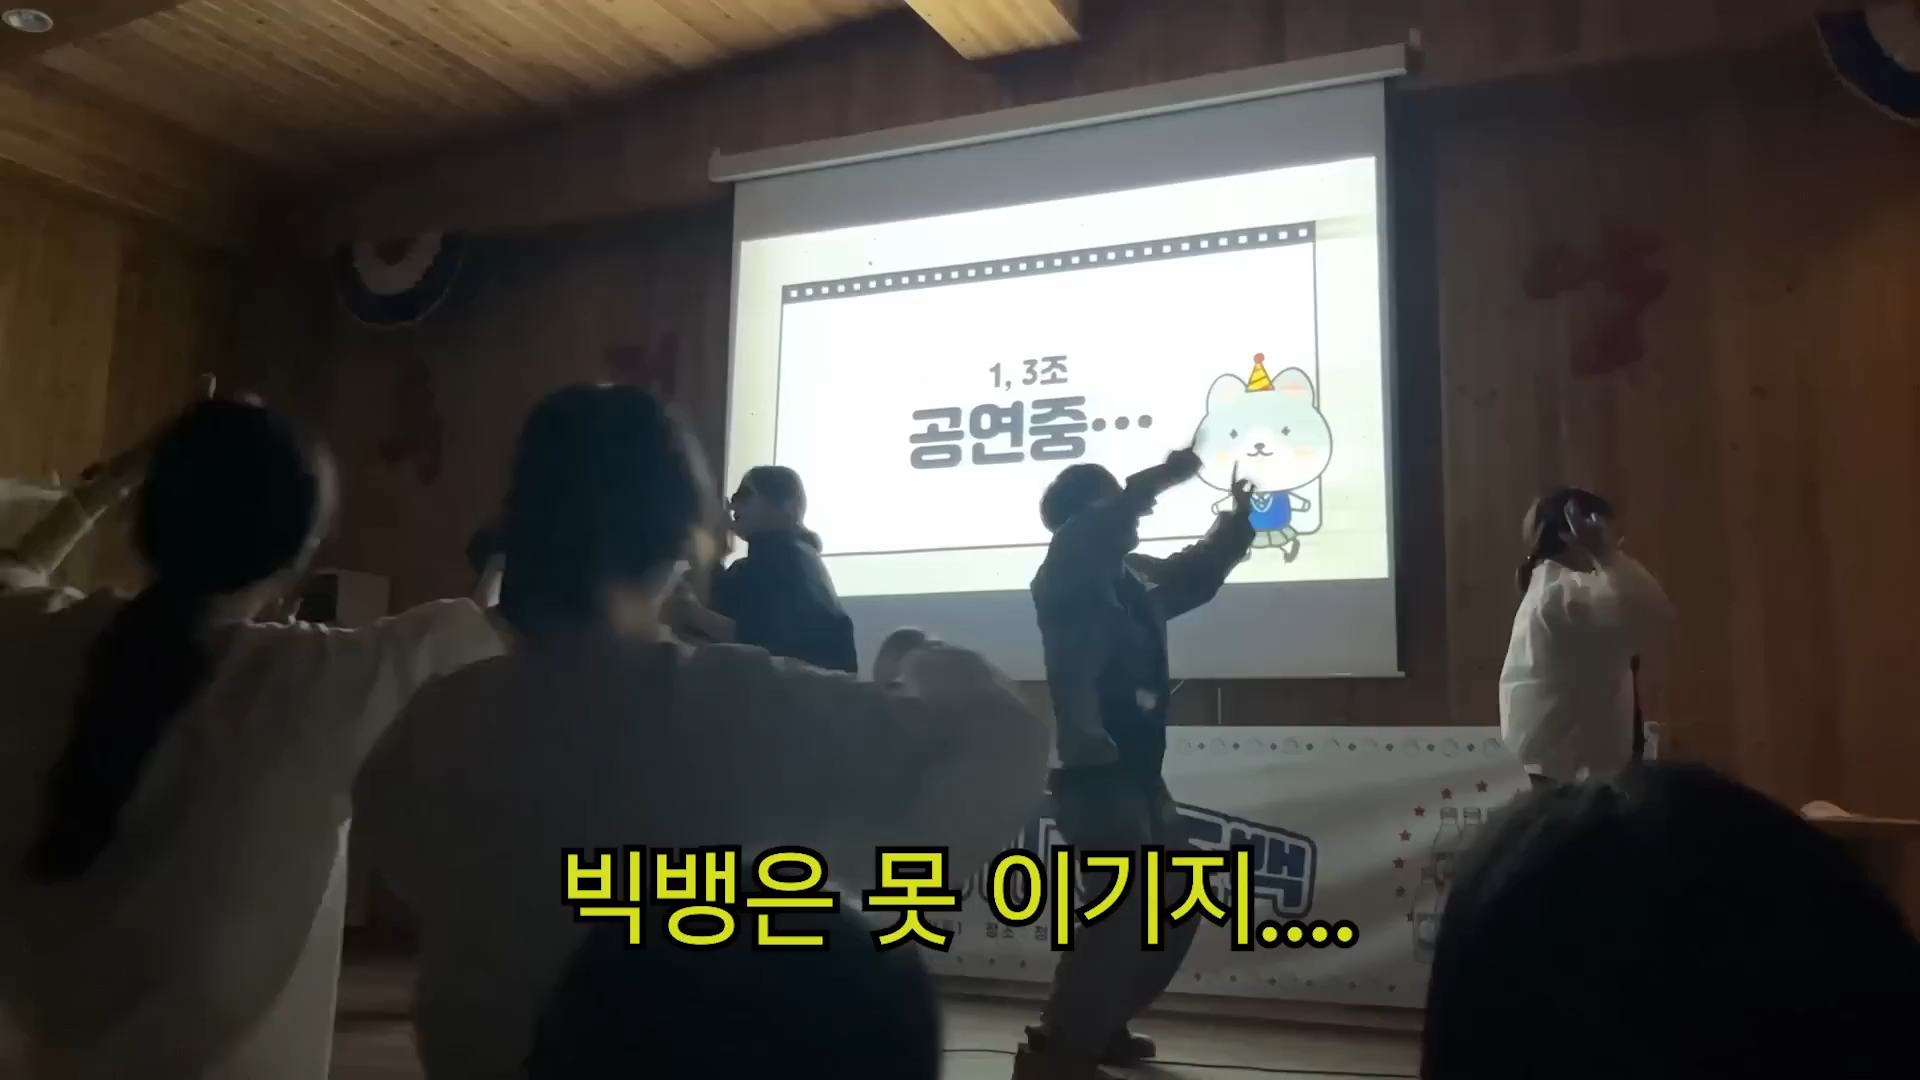 1, 3조
공연중…
빅뱅은 못 이기지....